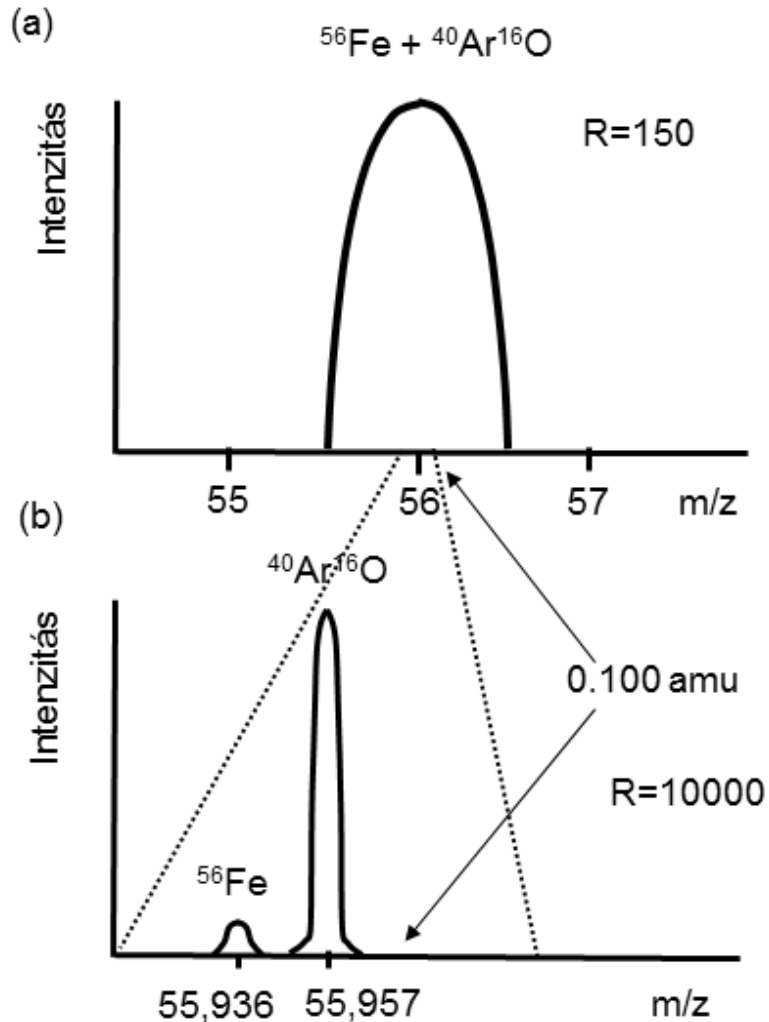 (a)
⁵⁶Fe + ⁴⁰Ar¹⁶O
R=150
Intenzitás
55
56
57
m/z
(b)
⁴⁰Ar¹⁶O
Intenzitás
0.100 amu
R=10000
⁵⁶Fe
55,936
55,957
m/z